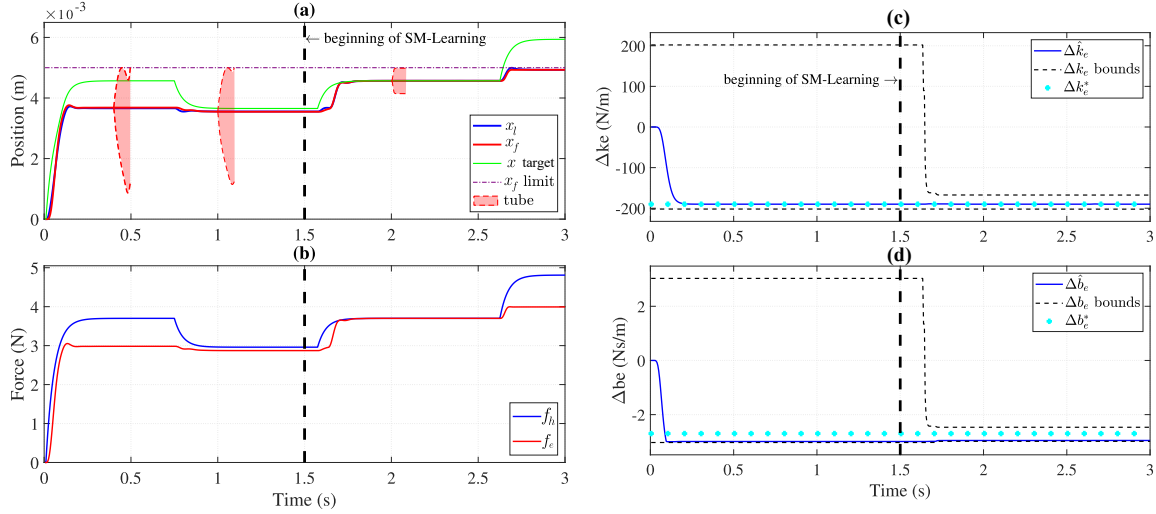 (a)
×10⁻³
6
4
2
0
Position (m)
← beginning of SM-Learning
x_l
x_f
x target
x_f limit
tube
0
0.5
1
1.5
2
2.5
3
(b)
5
4
3
2
1
0
Force (N)
f_h
f_e
0
0.5
1
1.5
2
2.5
3
Time (s)
(c)
200
100
0
-100
-200
Δke (N/m)
beginning of SM-Learning →
Δk̂_e
Δk_e bounds
Δk_e^*
0
0.5
1
1.5
2
2.5
3
(d)
2
0
-2
Δbe (Ns/m)
Δb̂_e
Δb_e bounds
Δb_e^*
0
0.5
1
1.5
2
2.5
3
Time (s)